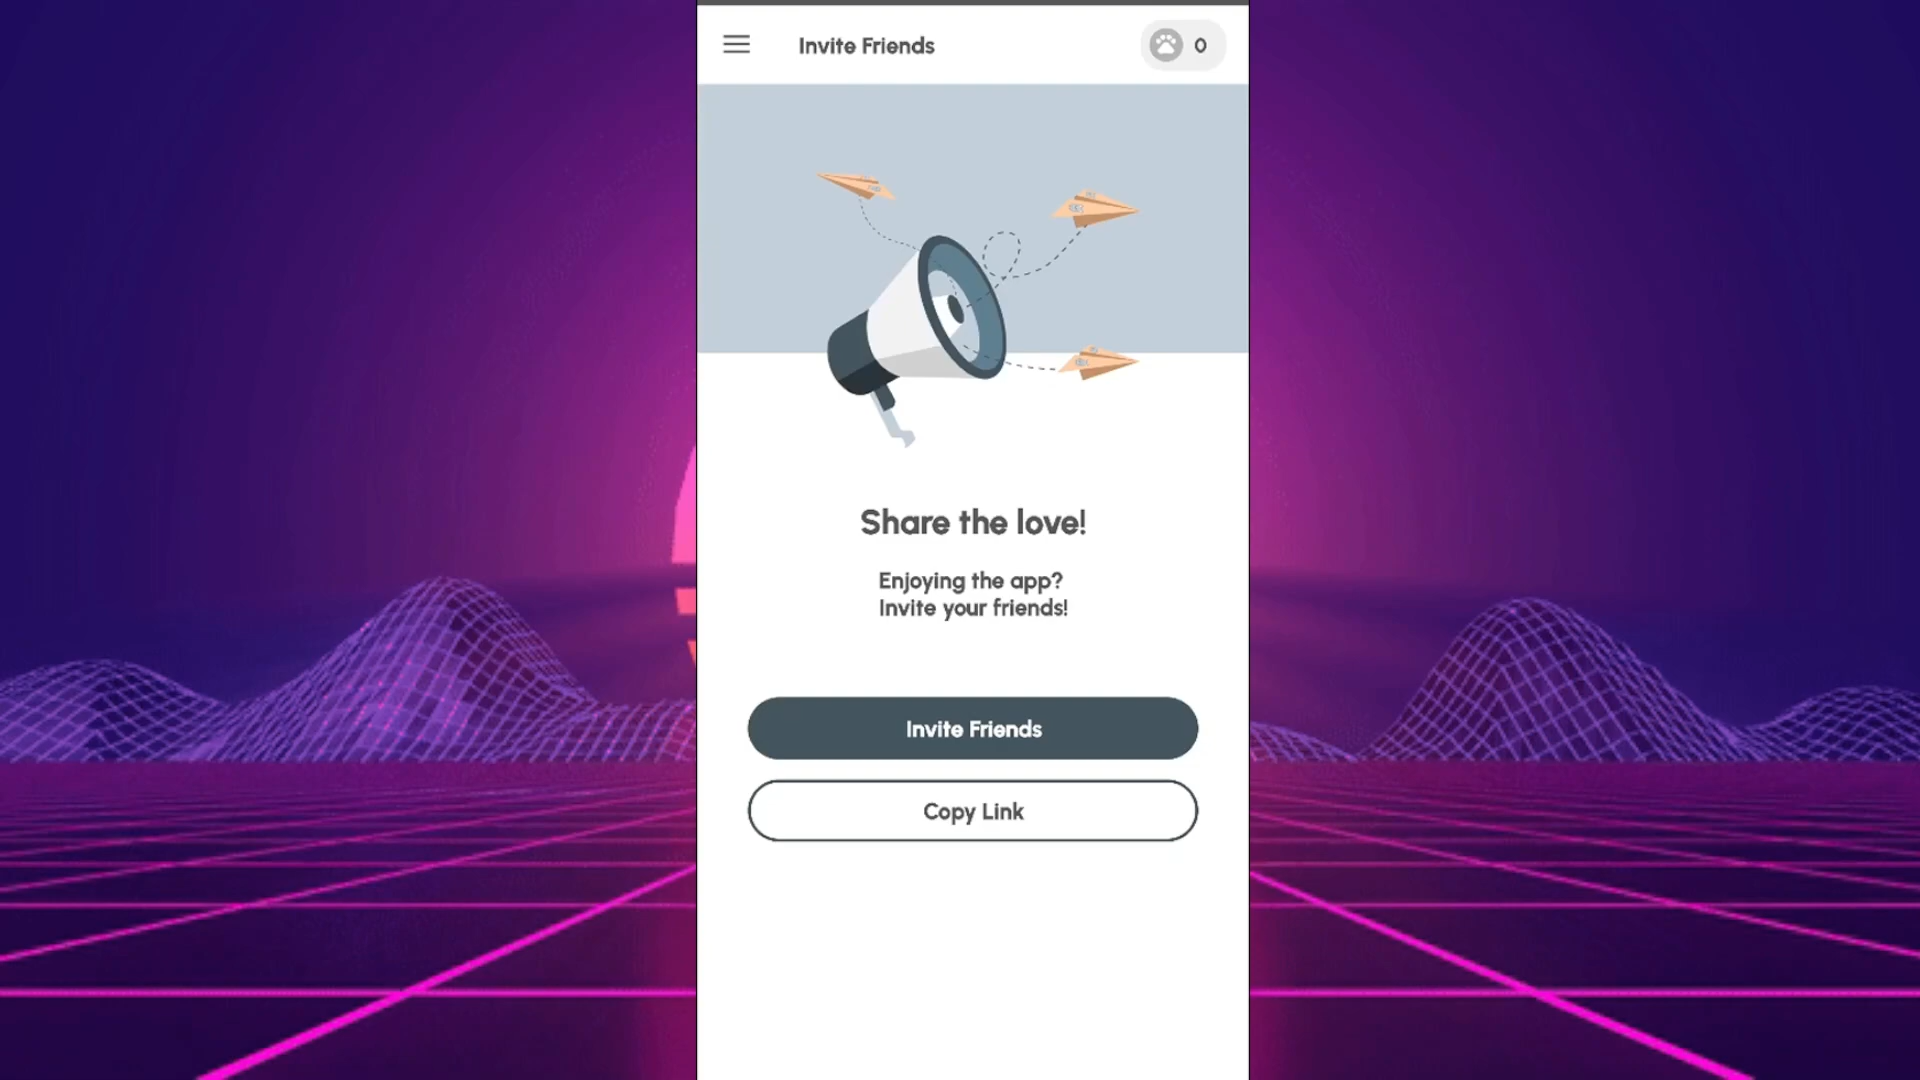 Invite Friends
0
Share the love!
Enjoying the app?
Invite your friends!
Invite Friends
Copy Link